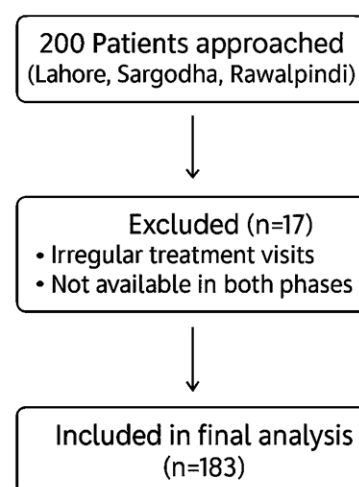 200 Patients approached
(Lahore, Sargodha, Rawalpindi)
Excluded (n=17)
• Irregular treatment visits
• Not available in both phases
Included in final analysis
(n=183)